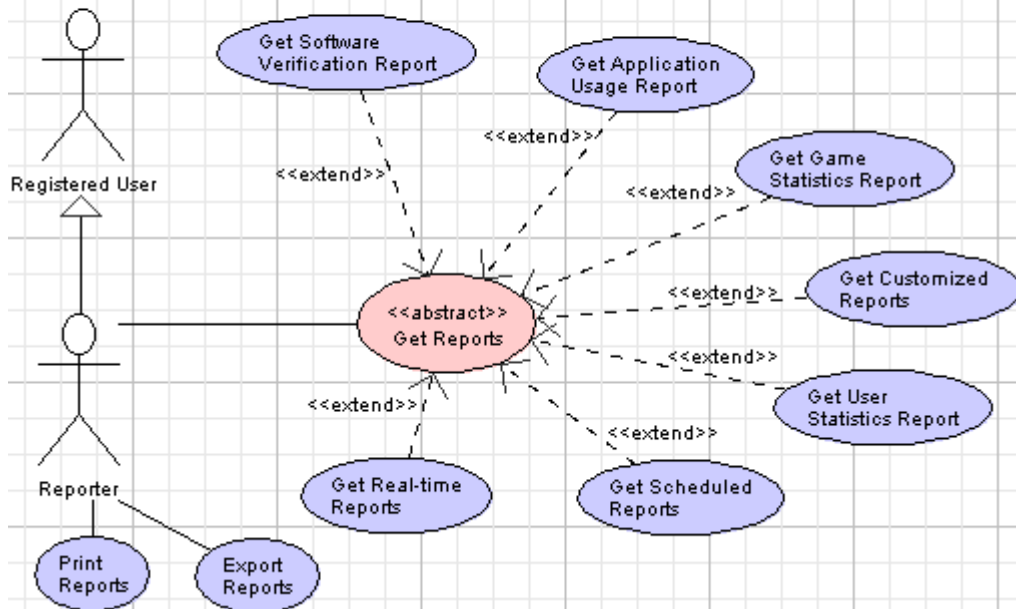 Get Software
Verification Report
Get Application
Usage Report
<<extend>>
<<extend>>
Get Game
Statistics Report
<<extend>>
Registered User
Get Customized
Reports
<<extend>>
<<abstract>>
Get Reports
<<extend>>
Get User
Statistics Report
<<extend>>
<<extend>>
Get Real-time
Reports
Get Scheduled
Reports
Reporter
Print
Reports
Export
Reports